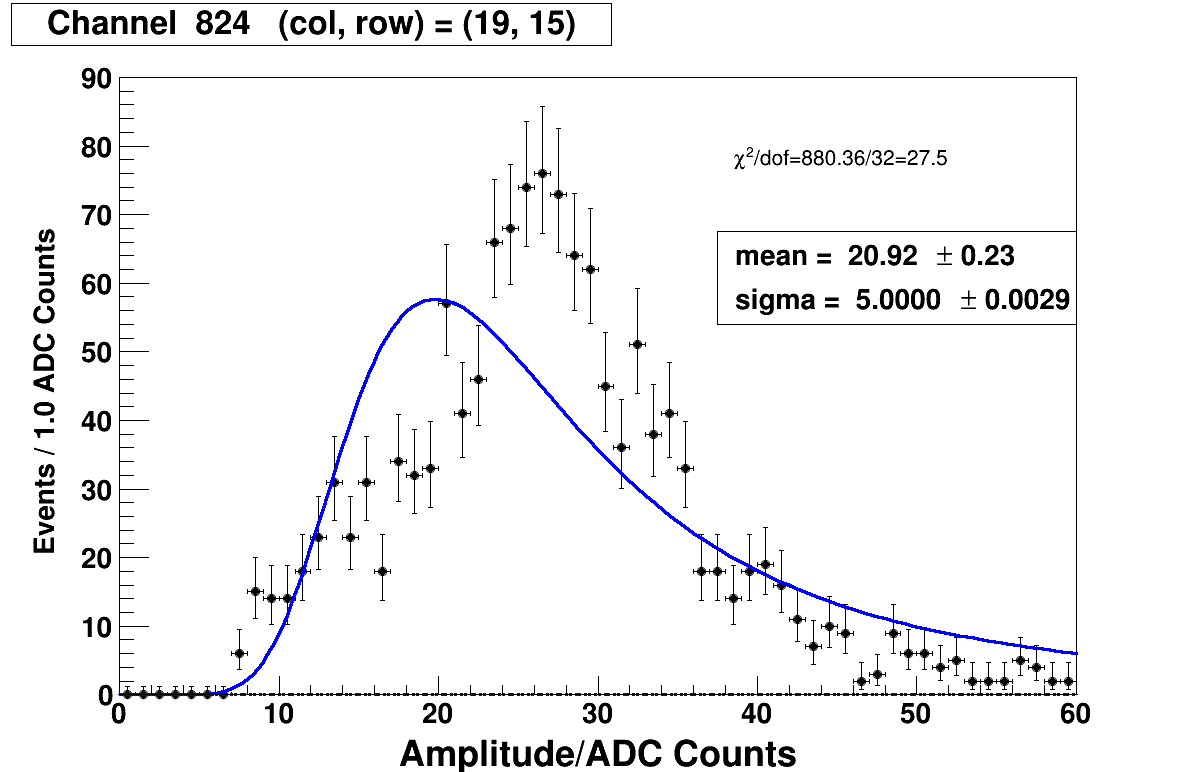 Channel 824 (col, row) = (19, 15)
χ²/dof=880.36/32=27.5
mean = 20.92 ± 0.23
sigma = 5.0000 ± 0.0029
Events / 1.0 ADC Counts
90
80
70
60
50
40
30
20
10
0
0 10 20 30 40 50 60
Amplitude/ADC Counts